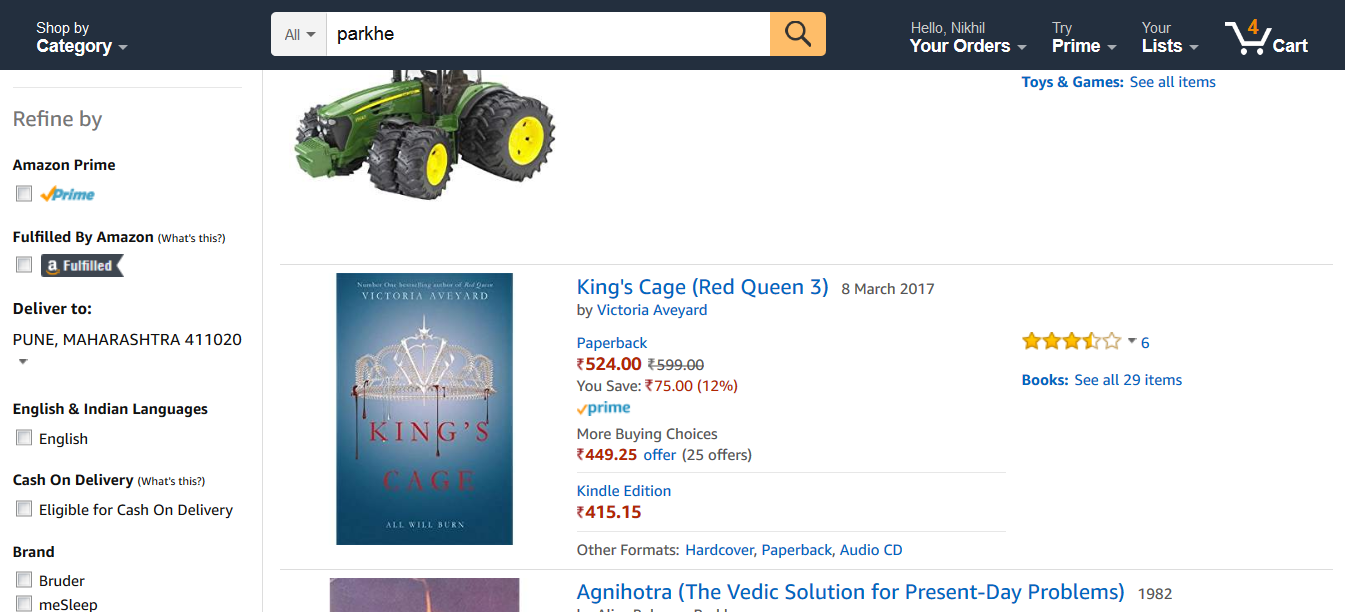 Shop by
Category
All
parkhe
Hello, Nikhil
Your Orders
Try
Prime
Your
Lists
4
Cart
Refine by
Amazon Prime
Prime
Fulfilled By Amazon (What's this?)
a Fulfilled
Deliver to:
PUNE, MAHARASHTRA 411020
English & Indian Languages
English
Cash On Delivery (What's this?)
Eligible for Cash On Delivery
Brand
Bruder
meSleep
Toys & Games: See all items
Number One bestselling author of Red Queen
VICTORIA AVEYARD
KING'S
CAGE
ALL WILL BURN
King's Cage (Red Queen 3) 8 March 2017
by Victoria Aveyard
Paperback
₹524.00 ₹599.00
You Save: ₹75.00 (12%)
prime
More Buying Choices
₹449.25 offer (25 offers)
Kindle Edition
₹415.15
Other Formats: Hardcover, Paperback, Audio CD
6
Books: See all 29 items
Agnihotra (The Vedic Solution for Present-Day Problems) 1982